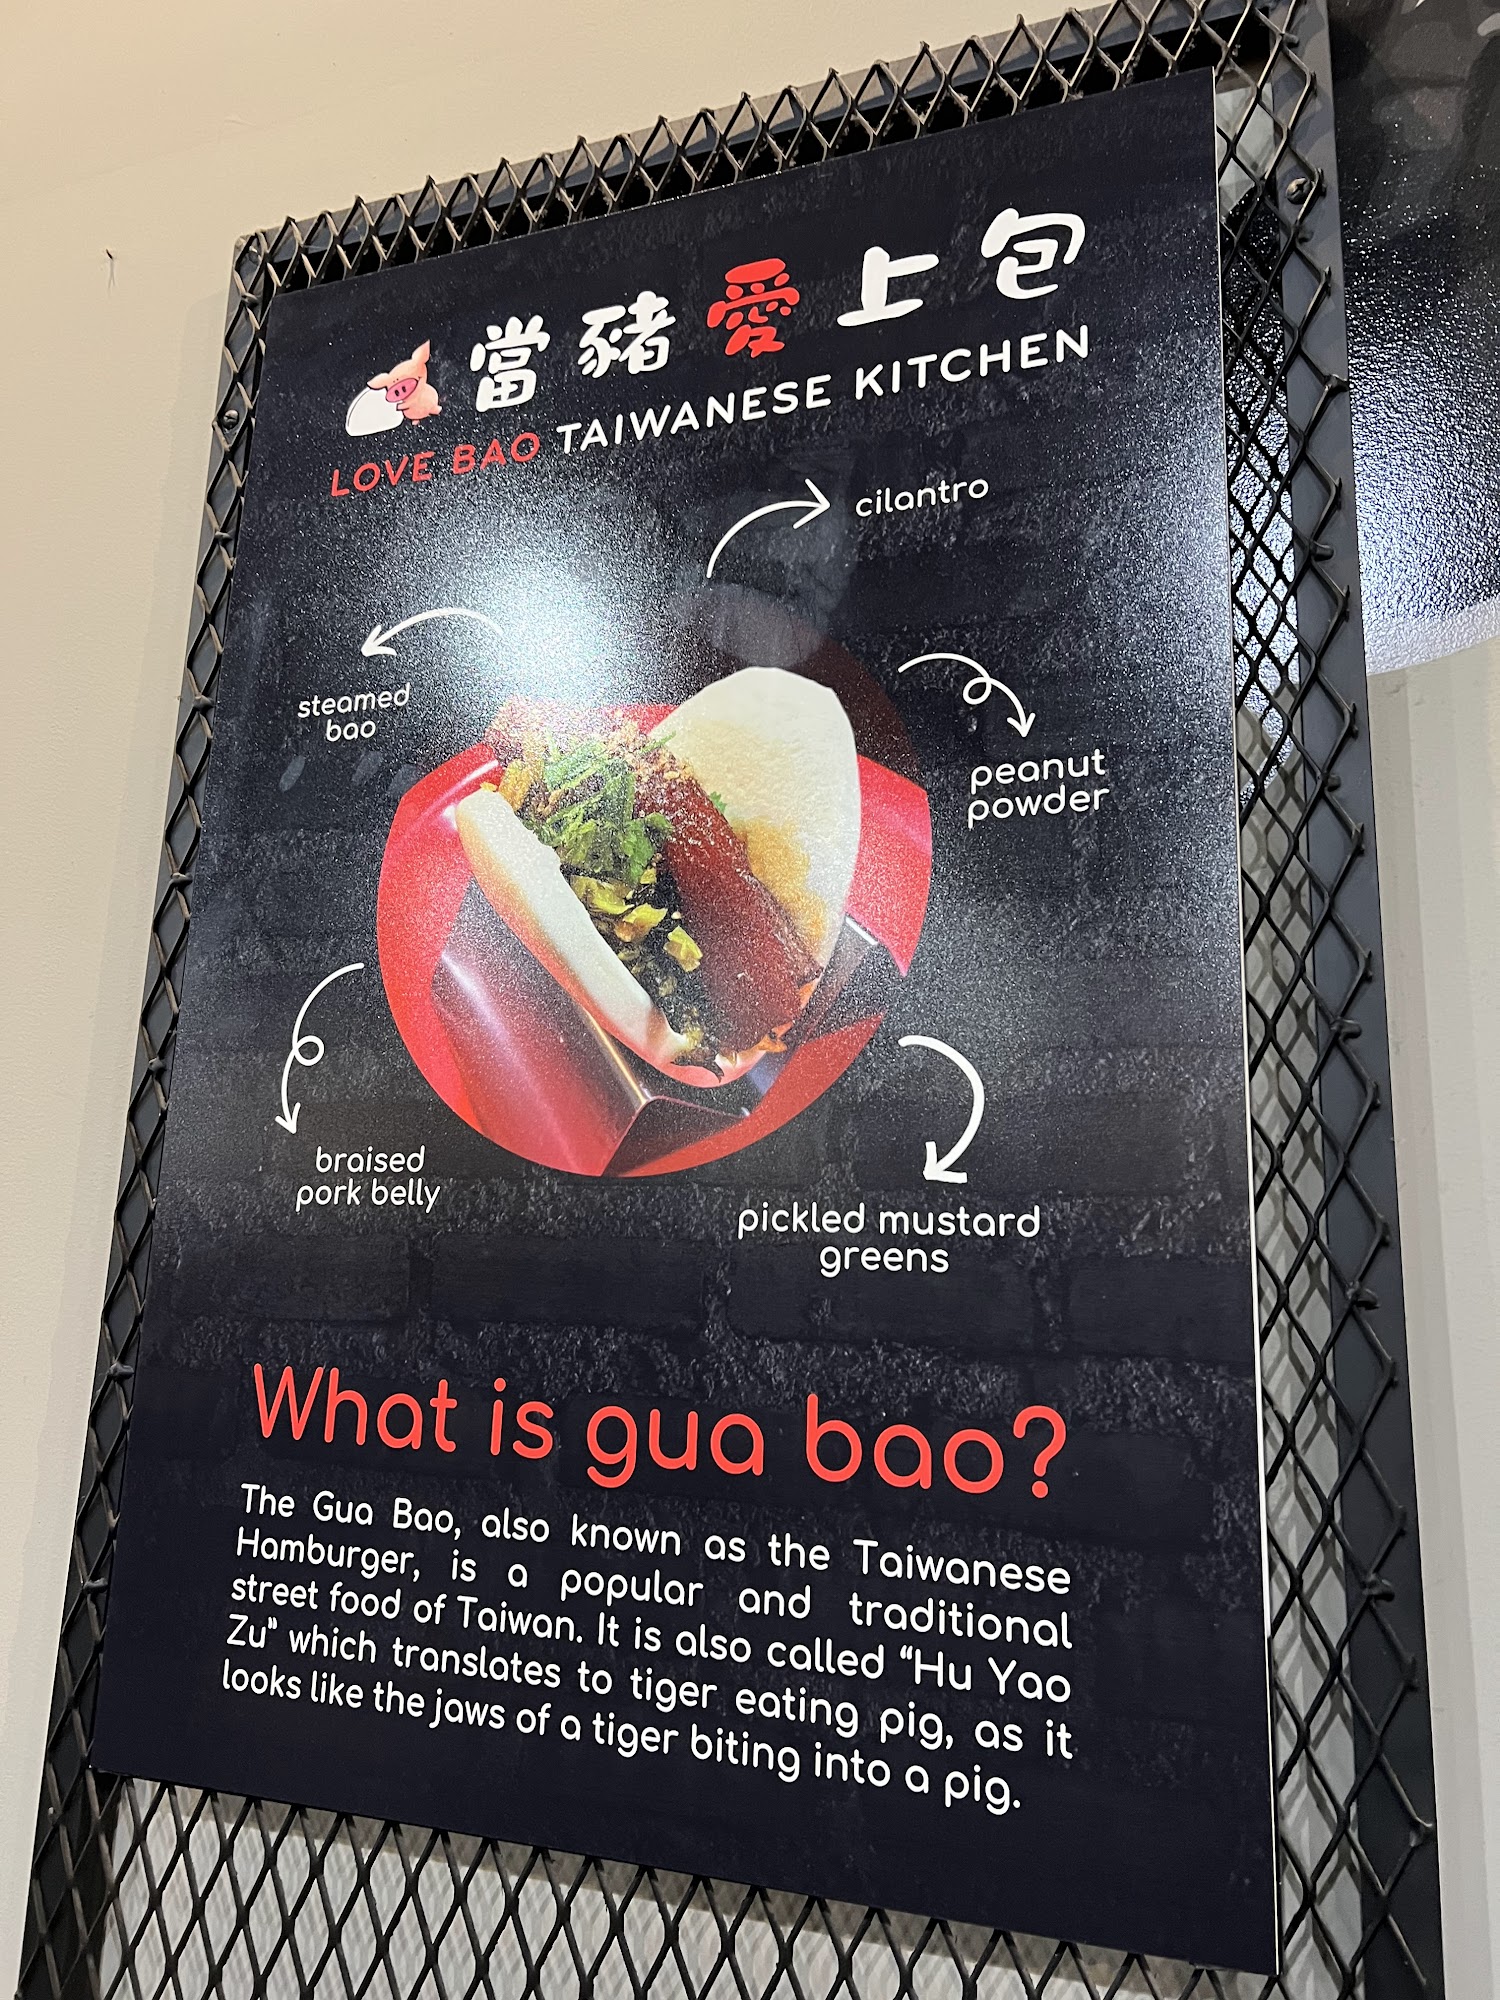 當豬愛上包
LOVE BAO TAIWANESE KITCHEN
cilantro
steamed
bao
peanut
powder
braised
pork belly
pickled mustard
greens
What is gua bao?
The Gua Bao, also known as the Taiwanese
Hamburger, is a popular and traditional
street food of Taiwan. It is also called “Hu Yao
Zu” which translates to tiger eating pig, as it
looks like the jaws of a tiger biting into a pig.